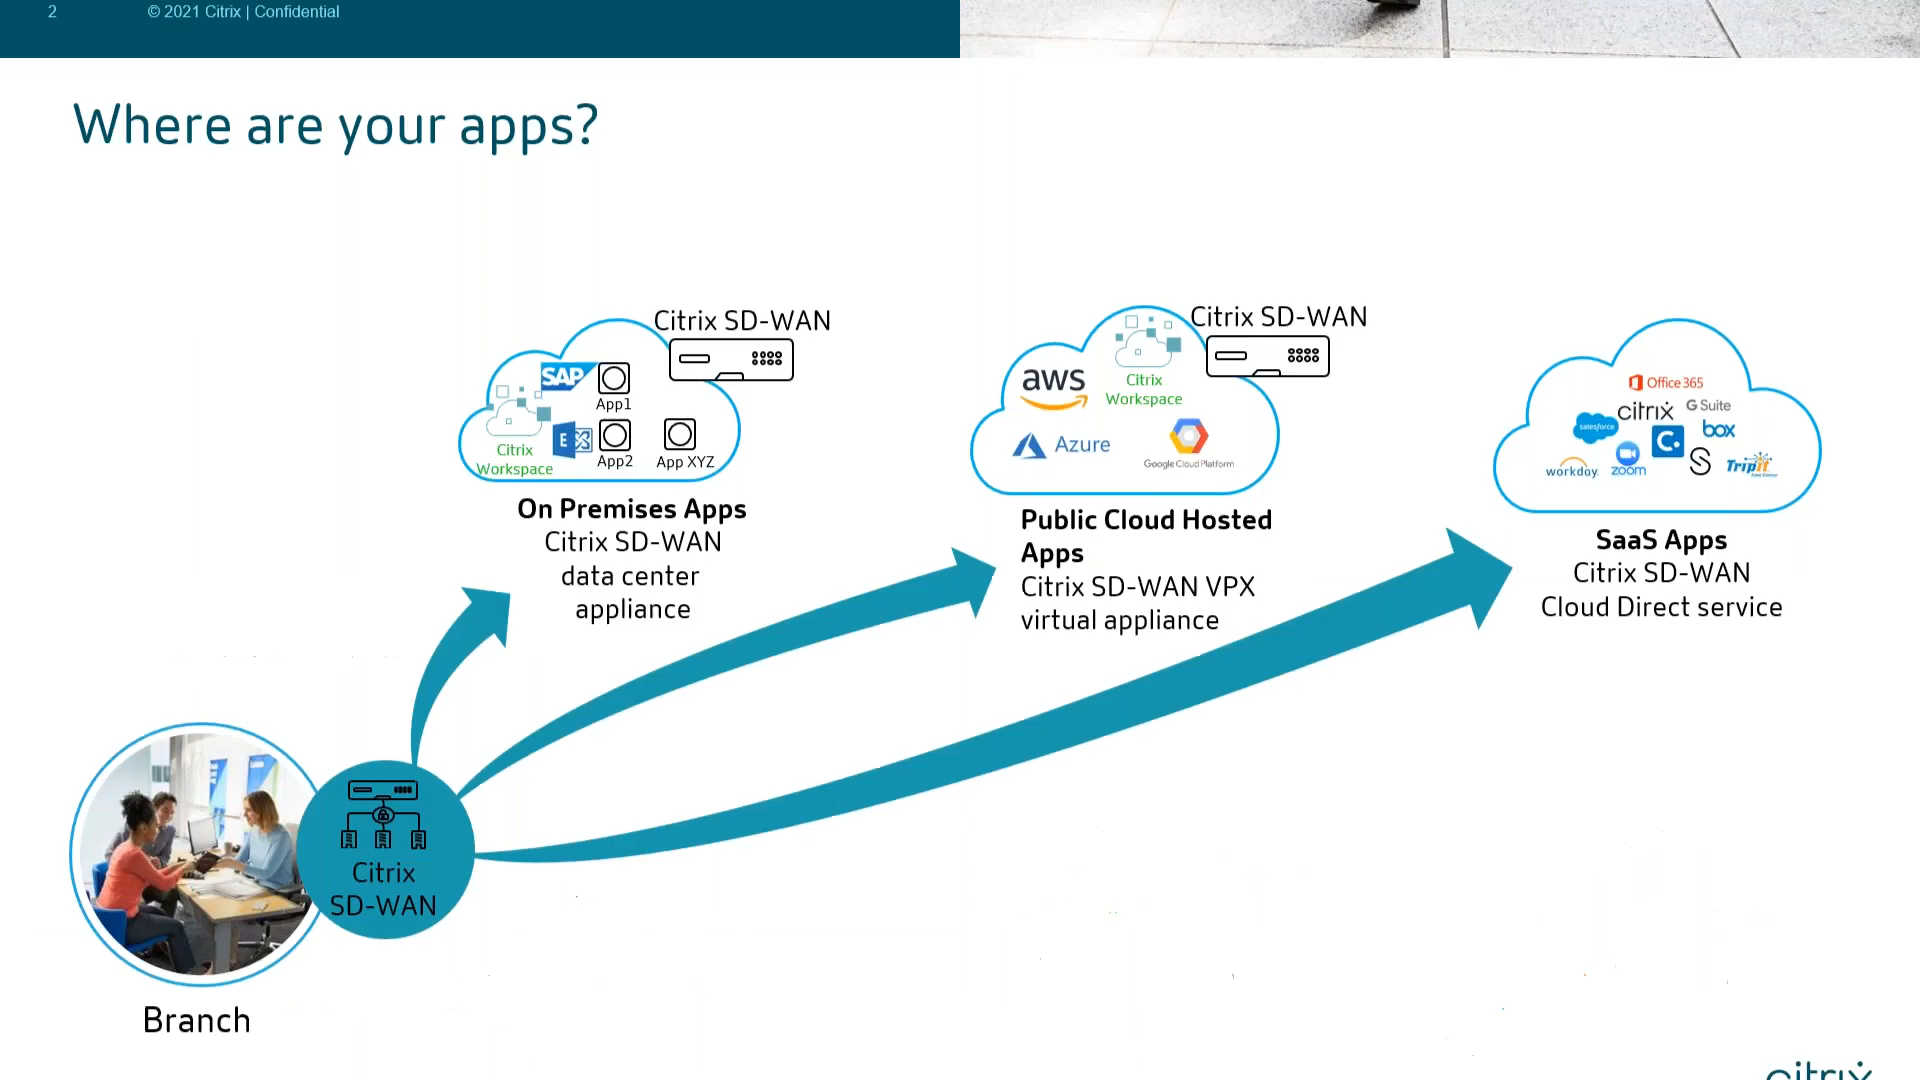 2
© 2021 Citrix | Confidential
Where are your apps?
Citrix SD-WAN
SAP
App1
Citrix
Workspace
E
App2
App XYZ
On Premises Apps
Citrix SD-WAN
data center
appliance
Citrix SD-WAN
aws
Citrix
Workspace
Azure
Google Cloud Platform
Public Cloud Hosted
Apps
Citrix SD-WAN VPX
virtual appliance
Office 365
citrix
G Suite
salesforce
C.
box
workday.
zoom
S
TripIt
SaaS Apps
Citrix SD-WAN
Cloud Direct service
Citrix
SD-WAN
Branch
citrix